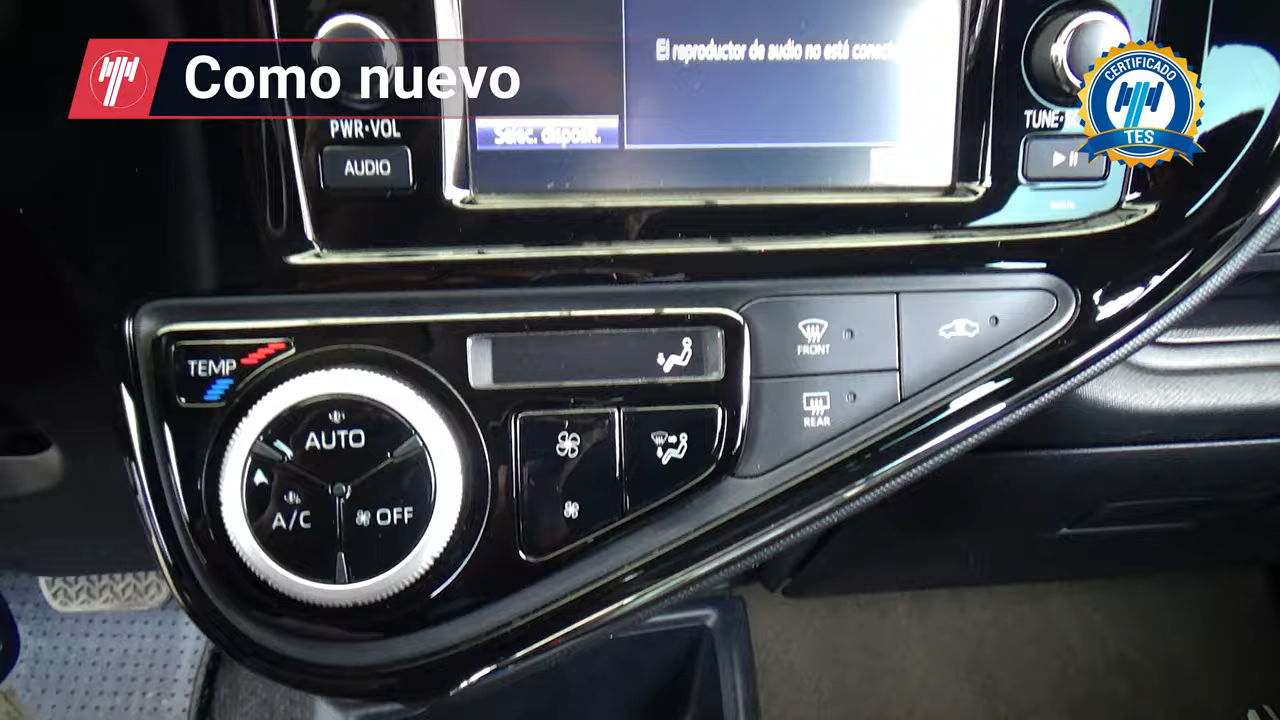 Como nuevo
El reproductor de audio no está conec
PWR·VOL
AUDIO
Selec. disposit.
CERTIFICADO
TES
TEMP
AUTO
A/C
OFF
FRONT
REAR